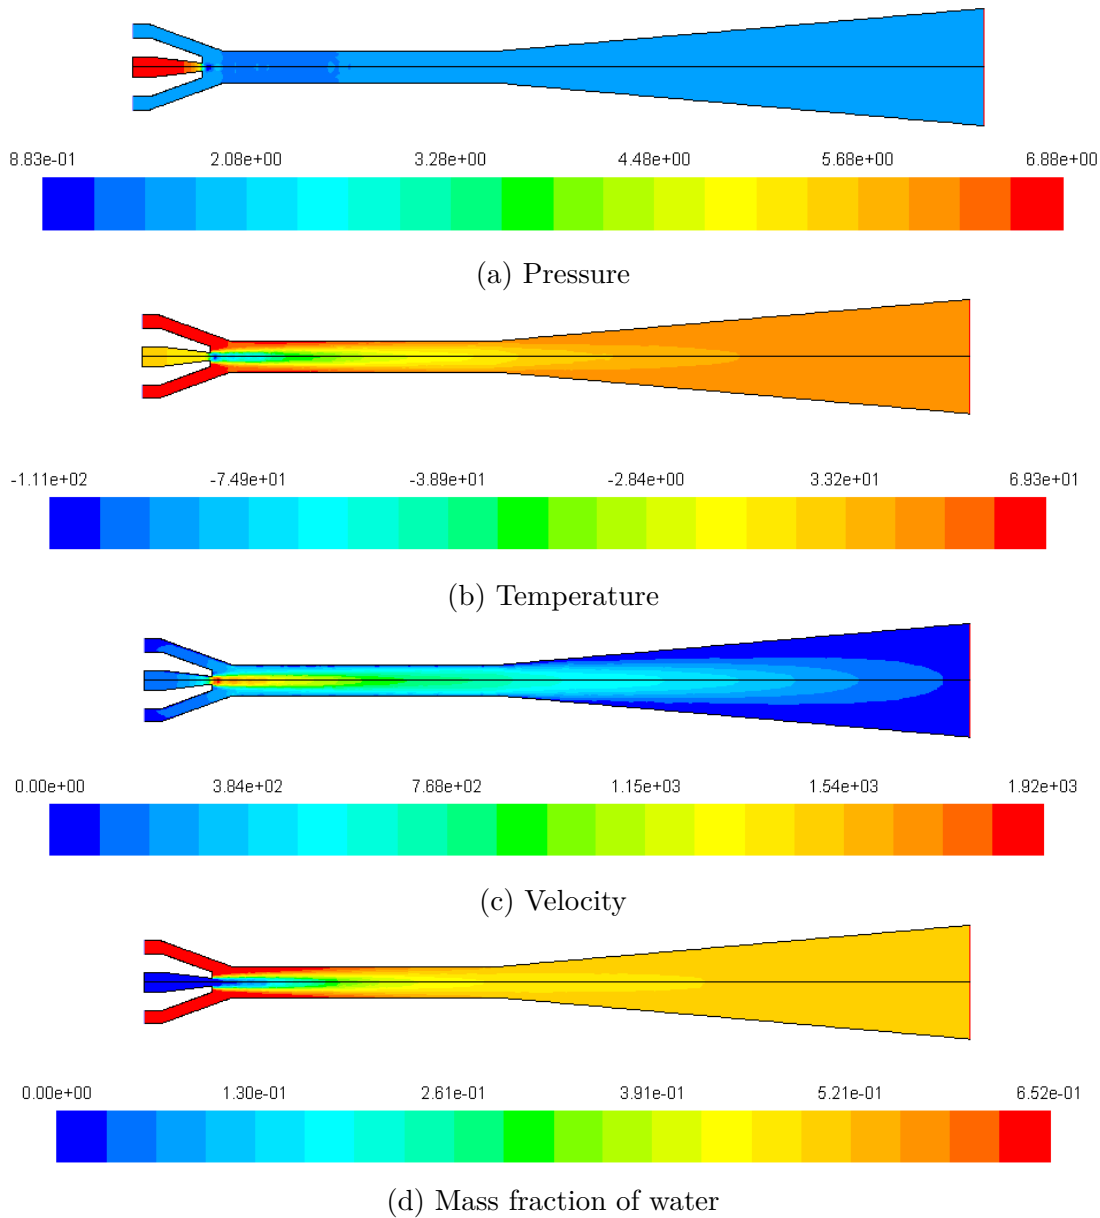 8.83e-01 2.08e+00 3.28e+00 4.48e+00 5.68e+00 6.88e+00
(a) Pressure
-1.11e+02 -7.49e+01 -3.89e+01 -2.84e+00 3.32e+01 6.93e+01
(b) Temperature
0.00e+00 3.84e+02 7.68e+02 1.15e+03 1.54e+03 1.92e+03
(c) Velocity
0.00e+00 1.30e-01 2.61e-01 3.91e-01 5.21e-01 6.52e-01
(d) Mass fraction of water